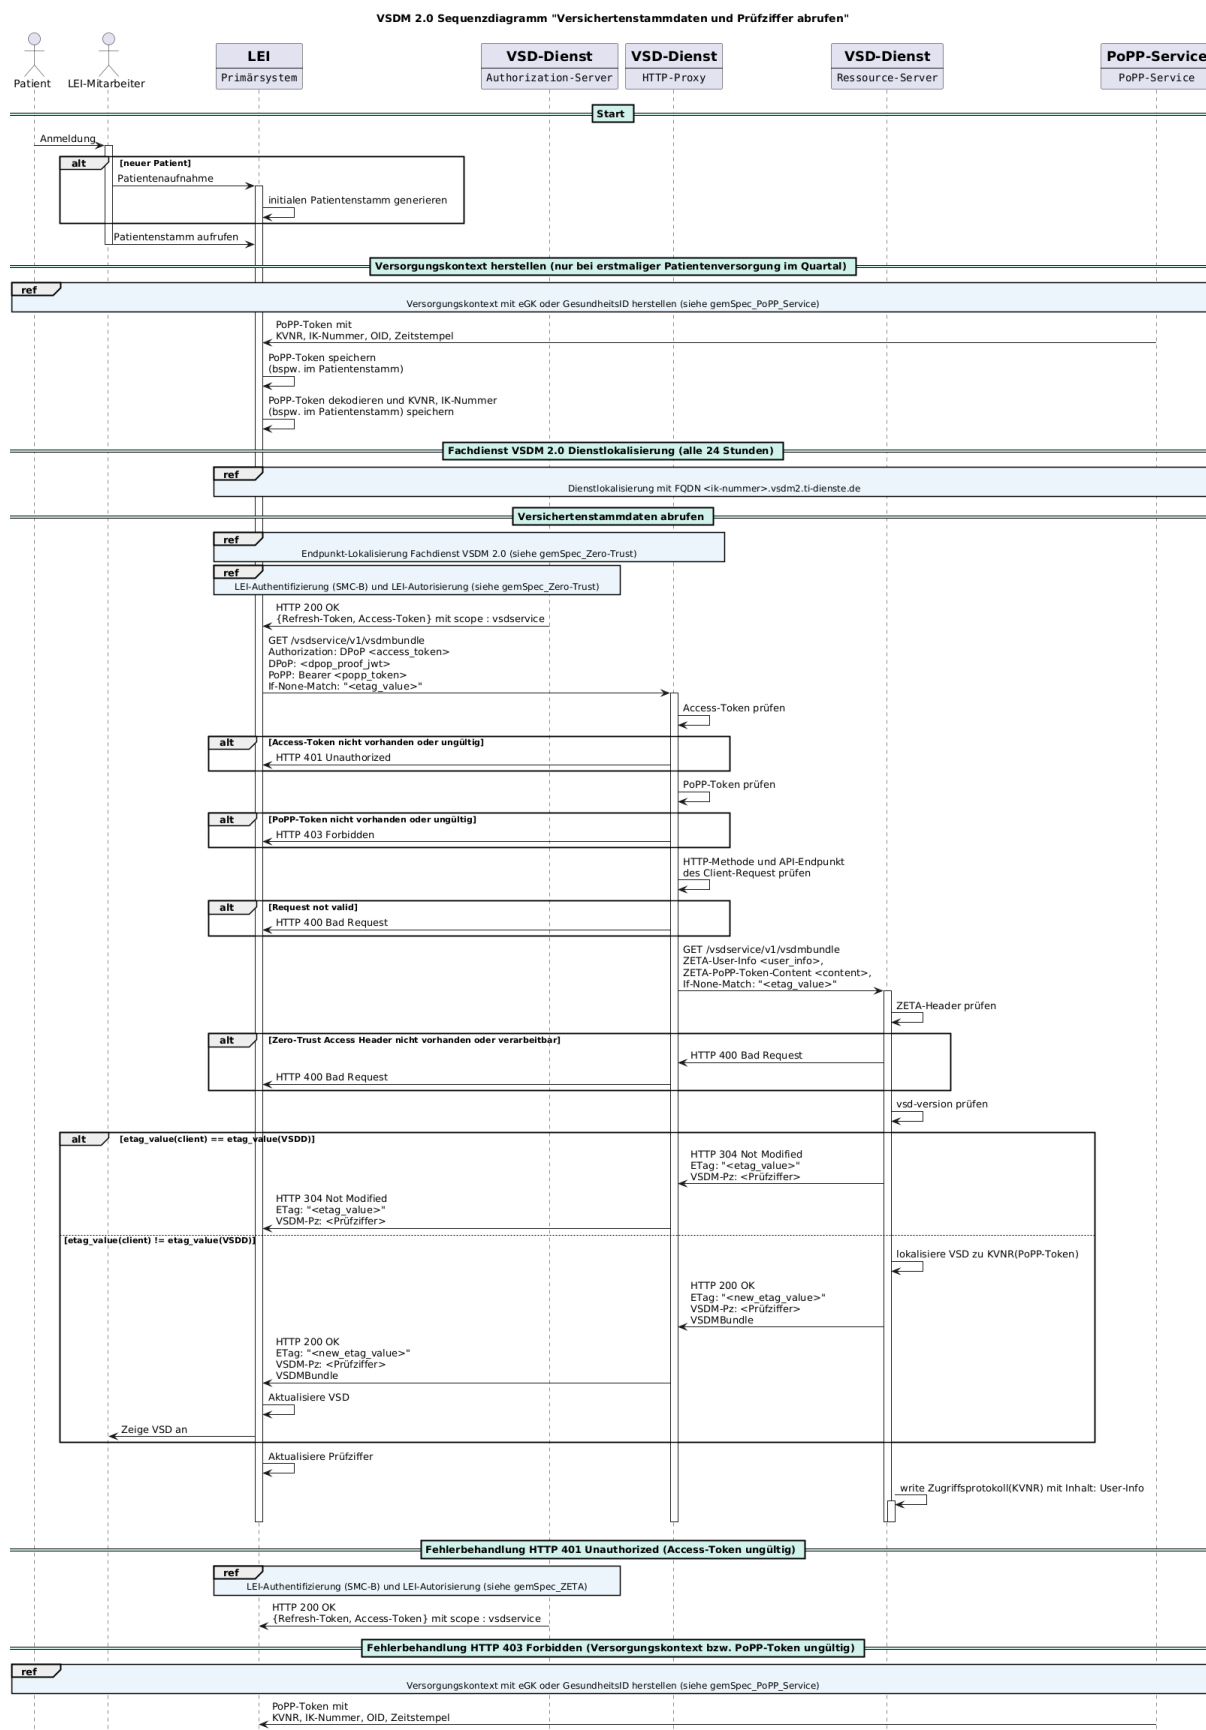 VSDM 2.0 Sequenzdiagramm "Versichertenstammdaten und Prüfziffer abrufen"
Patient
LEI-Mitarbeiter
LEI
Primärsystem
VSD-Dienst
Authorization-Server
VSD-Dienst
HTTP-Proxy
VSD-Dienst
Ressource-Server
PoPP-Service
PoPP-Service
Start
Anmeldung
alt
[neuer Patient]
Patientenaufnahme
initialen Patientenstamm generieren
Patientenstamm aufrufen
Versorgungskontext herstellen (nur bei erstmaliger Patientenversorgung im Quartal)
ref
Versorgungskontext mit eGK oder GesundheitsID herstellen (siehe gemSpec_PoPP_Service)
PoPP-Token mit
KVNR, IK-Nummer, OID, Zeitstempel
PoPP-Token speichern
(bspw. im Patientenstamm)
PoPP-Token dekodieren und KVNR, IK-Nummer
(bspw. im Patientenstamm) speichern
Fachdienst VSDM 2.0 Dienstlokalisierung (alle 24 Stunden)
ref
Dienstlokalisierung mit FQDN <ik-nummer>.vsdm2.ti-dienste.de
Versichertenstammdaten abrufen
ref
Endpunkt-Lokalisierung Fachdienst VSDM 2.0 (siehe gemSpec_Zero-Trust)
ref
LEI-Authentifizierung (SMC-B) und LEI-Autorisierung (siehe gemSpec_Zero-Trust)
HTTP 200 OK
{Refresh-Token, Access-Token} mit scope : vsdservice
GET /vsdservice/v1/vsdmbundle
Authorization: DPoP <access_token>
DPoP: <dpop_proof_jwt>
PoPP: Bearer <popp_token>
If-None-Match: "<etag_value>"
Access-Token prüfen
alt
[Access-Token nicht vorhanden oder ungültig]
HTTP 401 Unauthorized
PoPP-Token prüfen
alt
[PoPP-Token nicht vorhanden oder ungültig]
HTTP 403 Forbidden
HTTP-Methode und API-Endpunkt
des Client-Request prüfen
alt
[Request not valid]
HTTP 400 Bad Request
GET /vsdservice/v1/vsdmbundle
ZETA-User-Info <user_info>,
ZETA-PoPP-Token-Content <content>,
If-None-Match: "<etag_value>"
ZETA-Header prüfen
alt
[Zero-Trust Access Header nicht vorhanden oder verarbeitbar]
HTTP 400 Bad Request
HTTP 400 Bad Request
vsd-version prüfen
alt
[etag_value(client) == etag_value(VSDD)]
HTTP 304 Not Modified
ETag: "<etag_value>"
VSDM-Pz: <Prüfziffer>
HTTP 304 Not Modified
ETag: "<etag_value>"
VSDM-Pz: <Prüfziffer>
[etag_value(client) != etag_value(VSDD)]
lokalisiere VSD zu KVNR(PoPP-Token)
HTTP 200 OK
ETag: "<new_etag_value>"
VSDM-Pz: <Prüfziffer>
VSDMBundle
HTTP 200 OK
ETag: "<new_etag_value>"
VSDM-Pz: <Prüfziffer>
VSDMBundle
Aktualisiere VSD
Zeige VSD an
Aktualisiere Prüfziffer
write Zugriffsprotokoll(KVNR) mit Inhalt: User-Info
Fehlerbehandlung HTTP 401 Unauthorized (Access-Token ungültig)
ref
LEI-Authentifizierung (SMC-B) und LEI-Autorisierung (siehe gemSpec_ZETA)
HTTP 200 OK
{Refresh-Token, Access-Token} mit scope : vsdservice
Fehlerbehandlung HTTP 403 Forbidden (Versorgungskontext bzw. PoPP-Token ungültig)
ref
Versorgungskontext mit eGK oder GesundheitsID herstellen (siehe gemSpec_PoPP_Service)
PoPP-Token mit
KVNR, IK-Nummer, OID, Zeitstempel